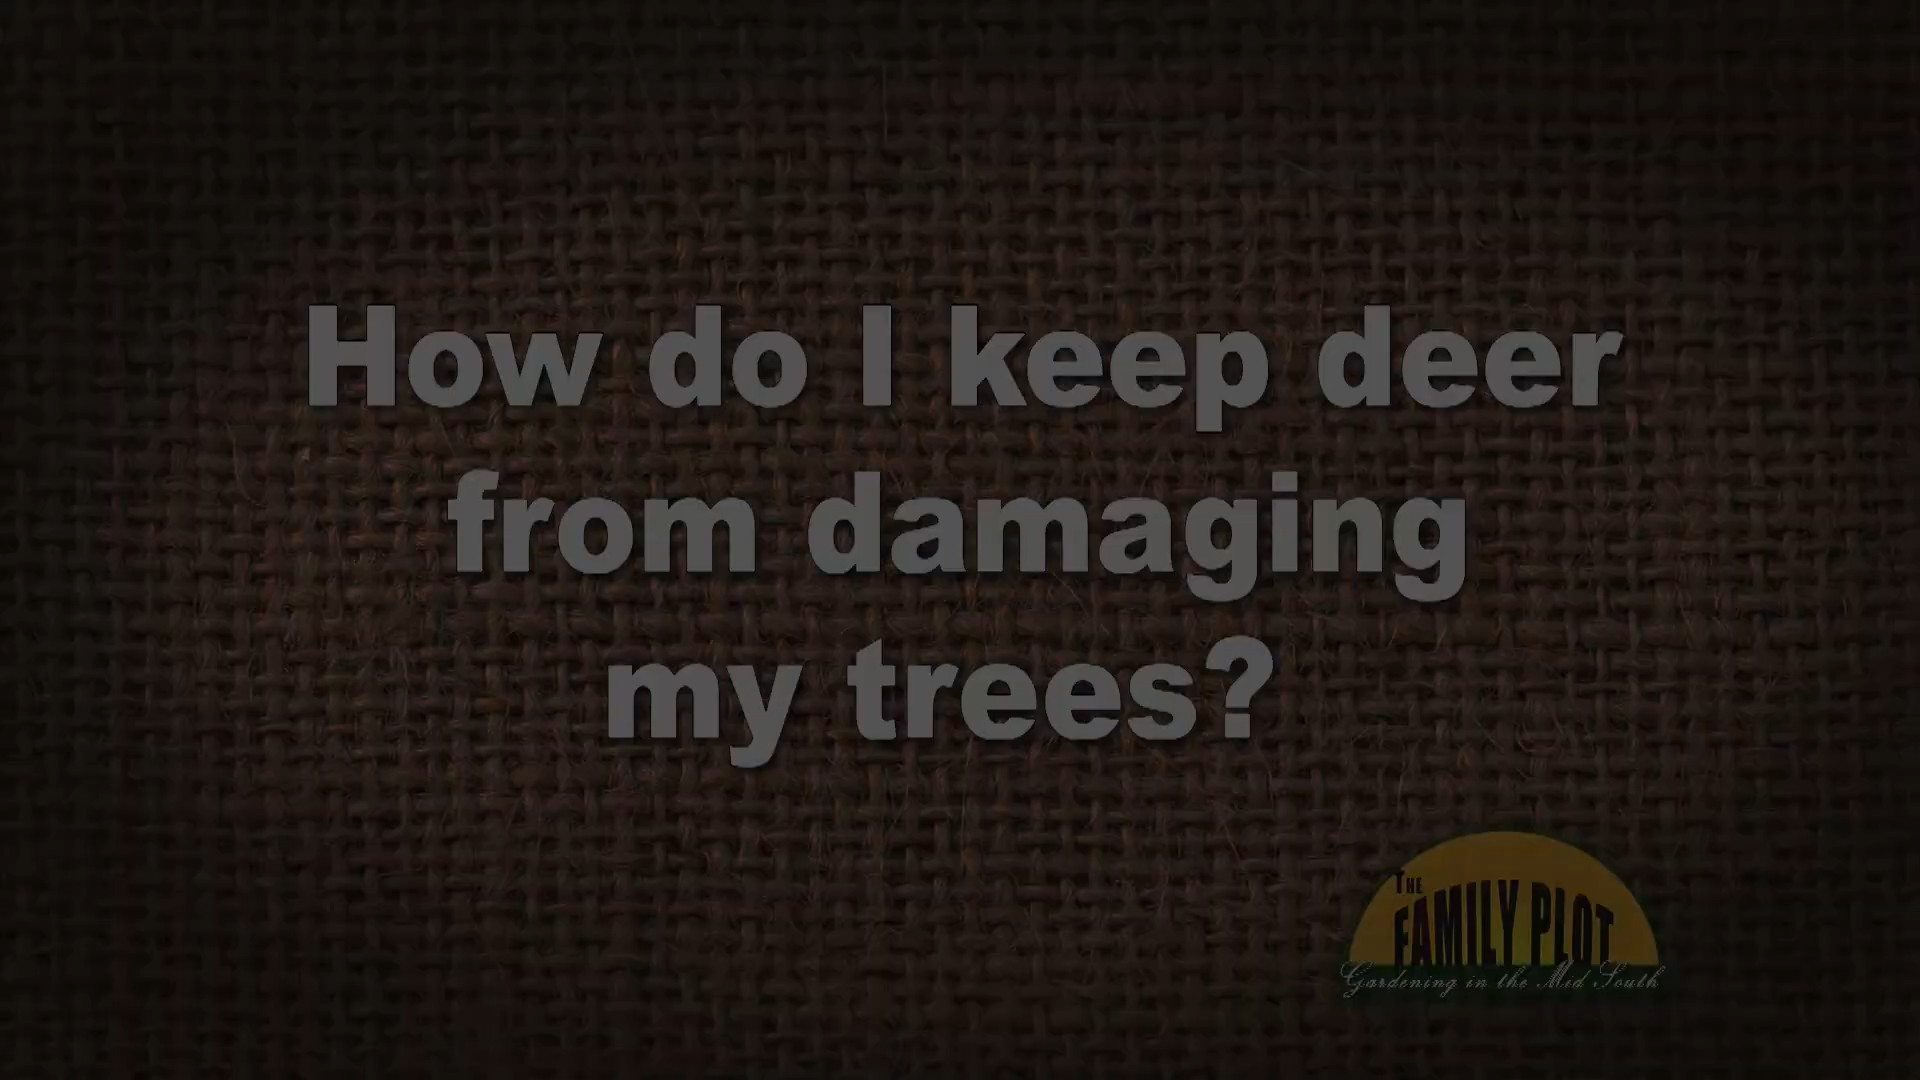 How do I keep deer
from damaging
my trees?
THE
FAMILY PLOT
Gardening in the Mid South